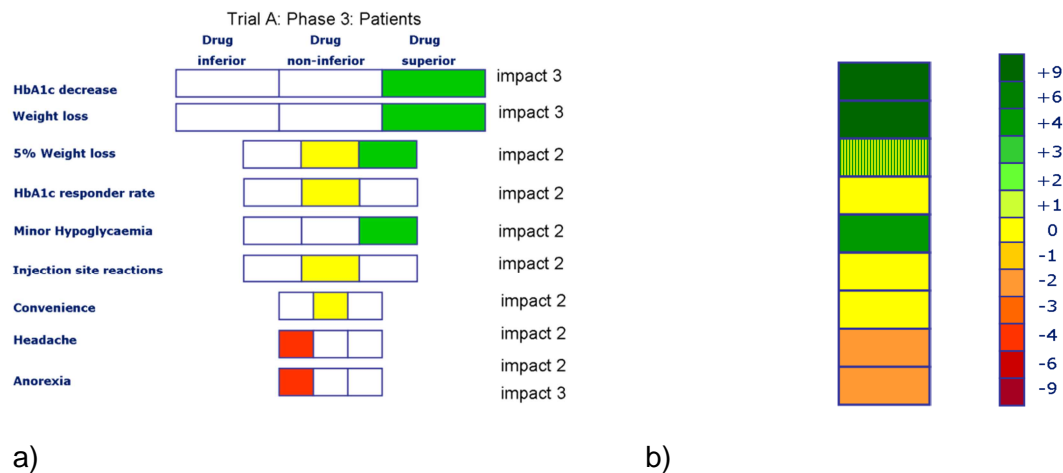 Trial A: Phase 3: Patients
Drug inferior
Drug non-inferior
Drug superior
HbA1c decrease
impact 3
Weight loss
impact 3
5% Weight loss
impact 2
HbA1c responder rate
impact 2
Minor Hypoglycaemia
impact 2
Injection site reactions
impact 2
Convenience
impact 2
Headache
impact 2
Anorexia
impact 2
impact 3
+9
+6
+4
+3
+2
+1
0
-1
-2
-3
-4
-6
-9
a)
b)